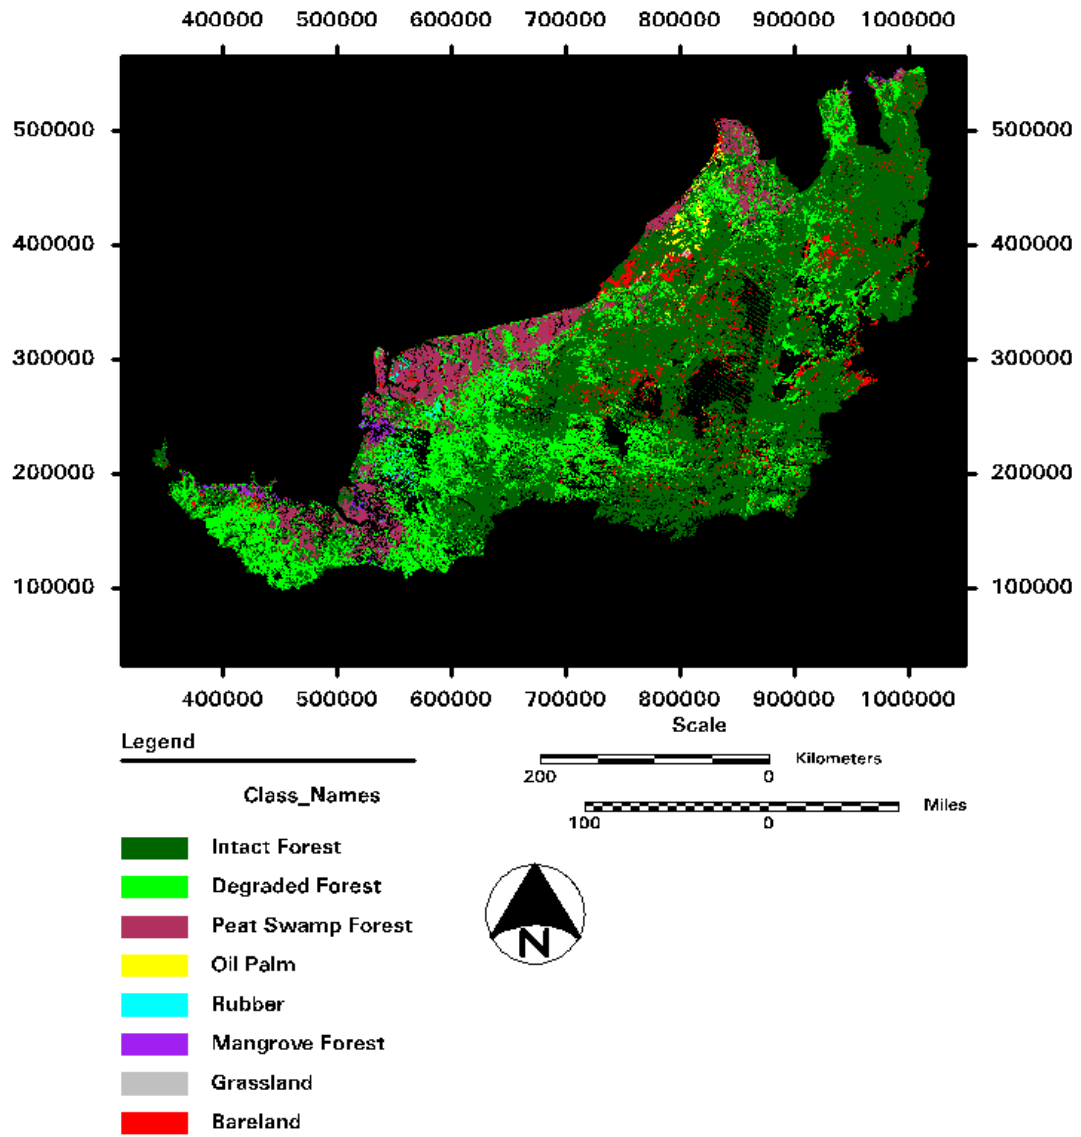 400000 500000 600000 700000 800000 900000 1000000
500000 500000
400000 400000
300000 300000
200000 200000
100000 100000
400000 500000 600000 700000 800000 900000 1000000
Scale
Legend
Kilometers
200 0
Class_Names
Miles
100 0
Intact Forest
Degraded Forest
Peat Swamp Forest
Oil Palm
Rubber
Mangrove Forest
Grassland
Bareland
N